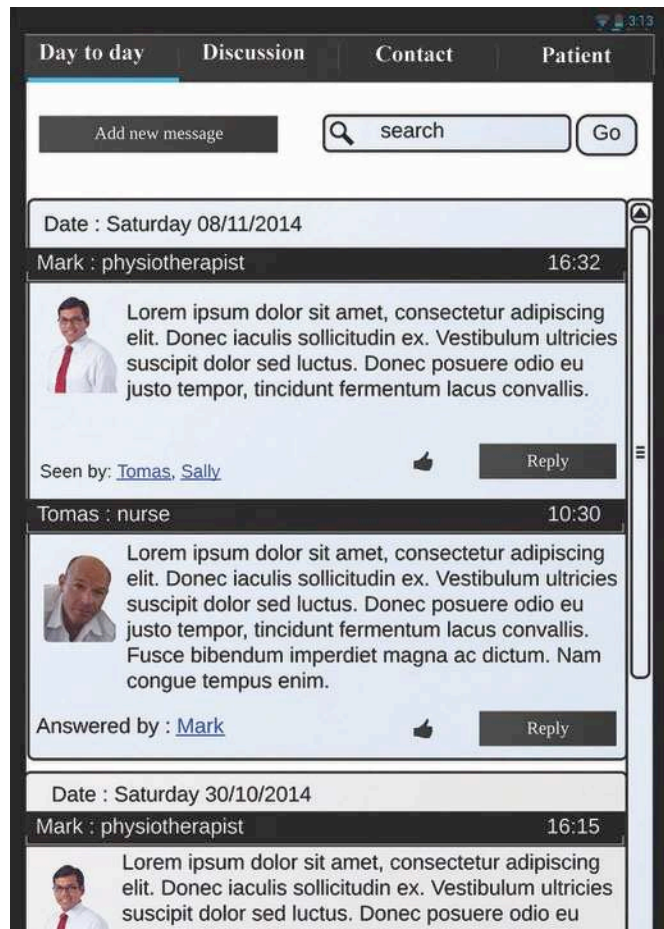 3:13
Day to day Discussion Contact Patient
Add new message search Go
Date : Saturday 08/11/2014
Mark : physiotherapist 16:32
Lorem ipsum dolor sit amet, consectetur adipiscing
elit. Donec iaculis sollicitudin ex. Vestibulum ultricies
suscipit dolor sed luctus. Donec posuere odio eu
justo tempor, tincidunt fermentum lacus convallis.
Seen by: Tomas, Sally Reply
Tomas : nurse 10:30
Lorem ipsum dolor sit amet, consectetur adipiscing
elit. Donec iaculis sollicitudin ex. Vestibulum ultricies
suscipit dolor sed luctus. Donec posuere odio eu
justo tempor, tincidunt fermentum lacus convallis.
Fusce bibendum imperdiet magna ac dictum. Nam
congue tempus enim.
Answered by : Mark Reply
Date : Saturday 30/10/2014
Mark : physiotherapist 16:15
Lorem ipsum dolor sit amet, consectetur adipiscing
elit. Donec iaculis sollicitudin ex. Vestibulum ultricies
suscipit dolor sed luctus. Donec posuere odio eu